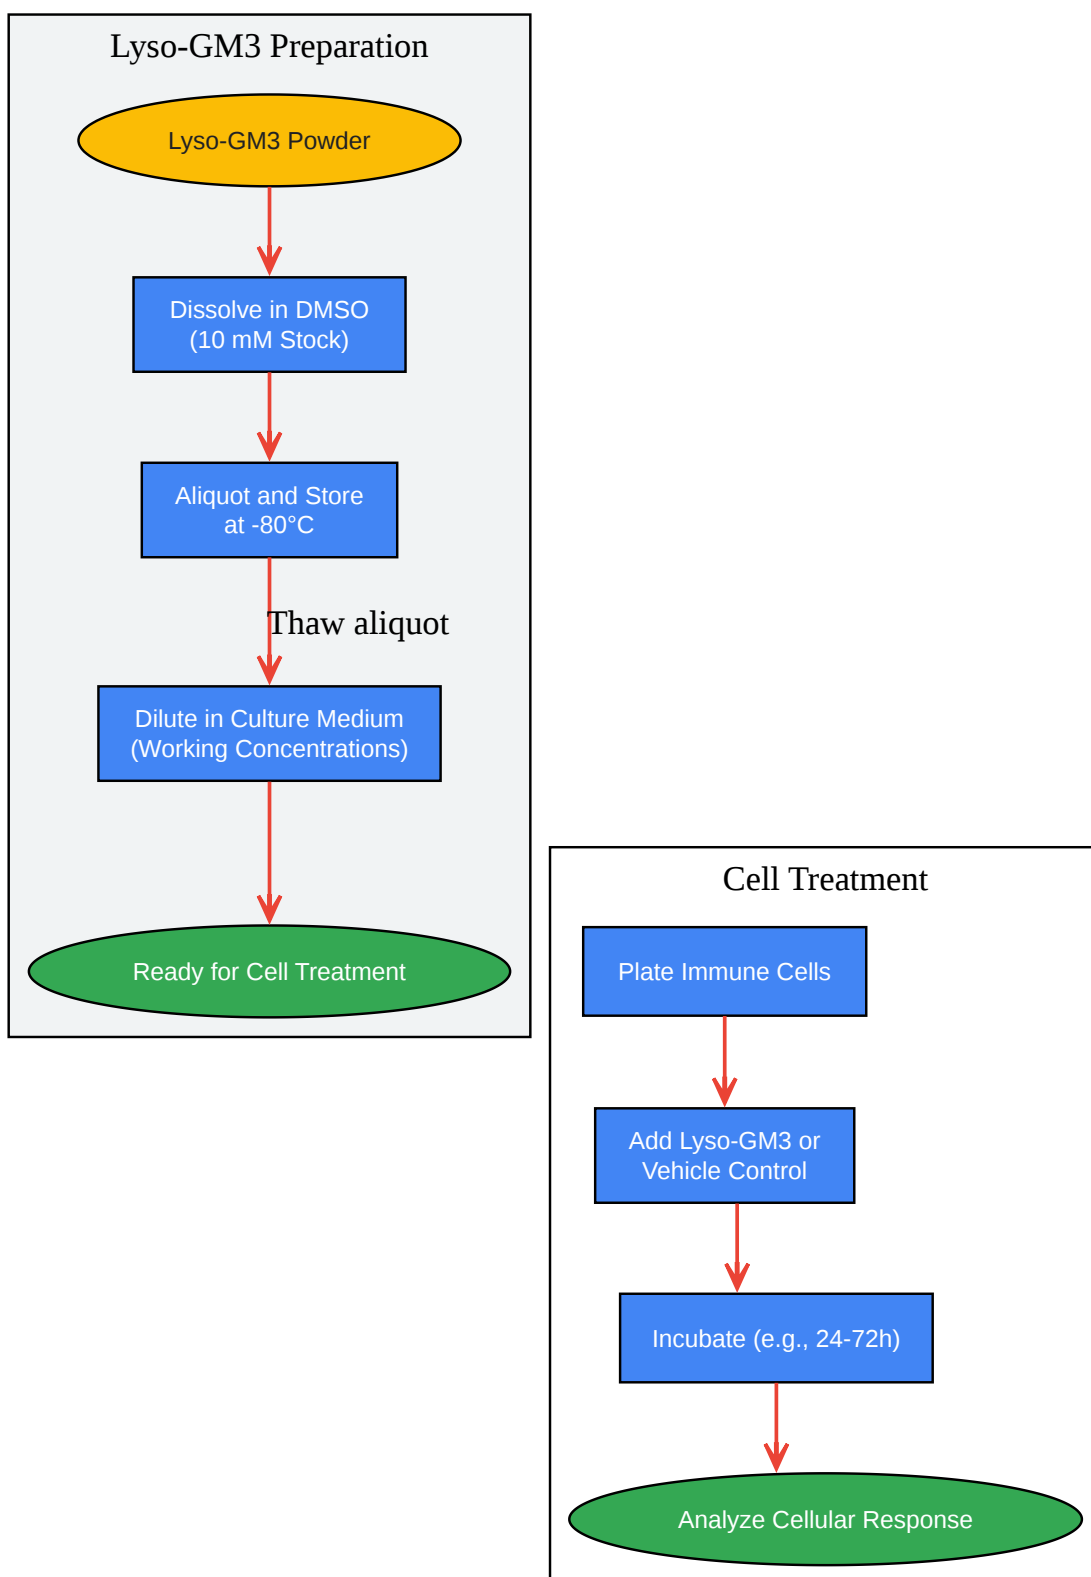 Lyso-GM3 Preparation
Lyso-GM3 Powder
Dissolve in DMSO
(10 mM Stock)
Aliquot and Store
at -80°C
Thaw aliquot
Dilute in Culture Medium
(Working Concentrations)
Ready for Cell Treatment
Cell Treatment
Plate Immune Cells
Add Lyso-GM3 or
Vehicle Control
Incubate (e.g., 24-72h)
Analyze Cellular Response